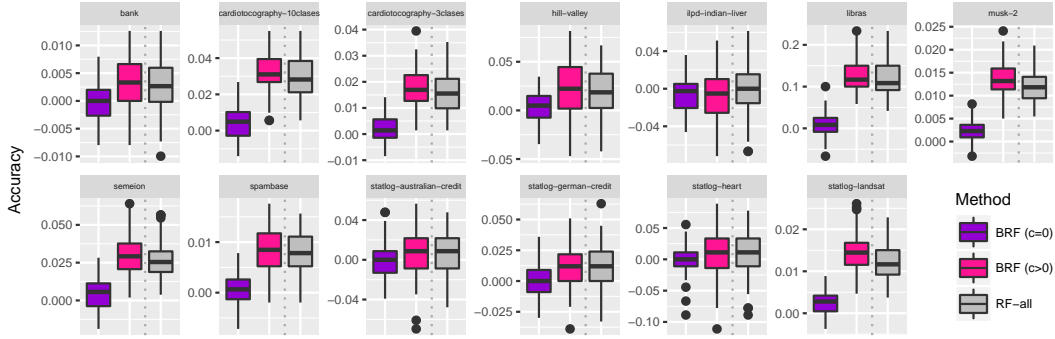 bank
cardiotocography−10clases
cardiotocography−3clases
hill−valley
ilpd−indian−liver
libras
musk−2
0.010
0.005
0.000
−0.005
−0.010
0.04
0.02
0.00
0.04
0.03
0.02
0.01
0.00
−0.01
0.05
0.00
−0.05
0.04
0.00
−0.04
0.2
0.1
0.0
0.025
0.020
0.015
0.010
0.005
0.000
Accuracy
semeion
spambase
statlog−australian−credit
statlog−german−credit
statlog−heart
statlog−landsat
0.050
0.025
0.000
0.01
0.00
0.04
0.00
−0.04
0.050
0.025
0.000
−0.025
0.05
0.00
−0.05
−0.10
0.02
0.01
0.00
Method
BRF (c=0)
BRF (c>0)
RF−all